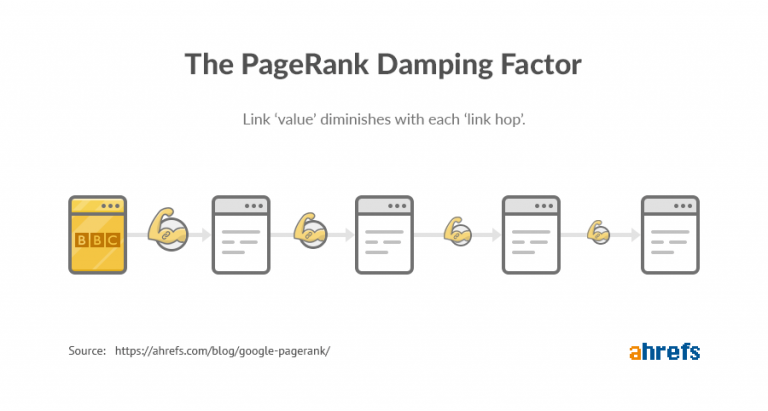 The PageRank Damping Factor
Link ‘value’ diminishes with each ‘link hop’.
BBC
Source: https://ahrefs.com/blog/google-pagerank/
ahrefs